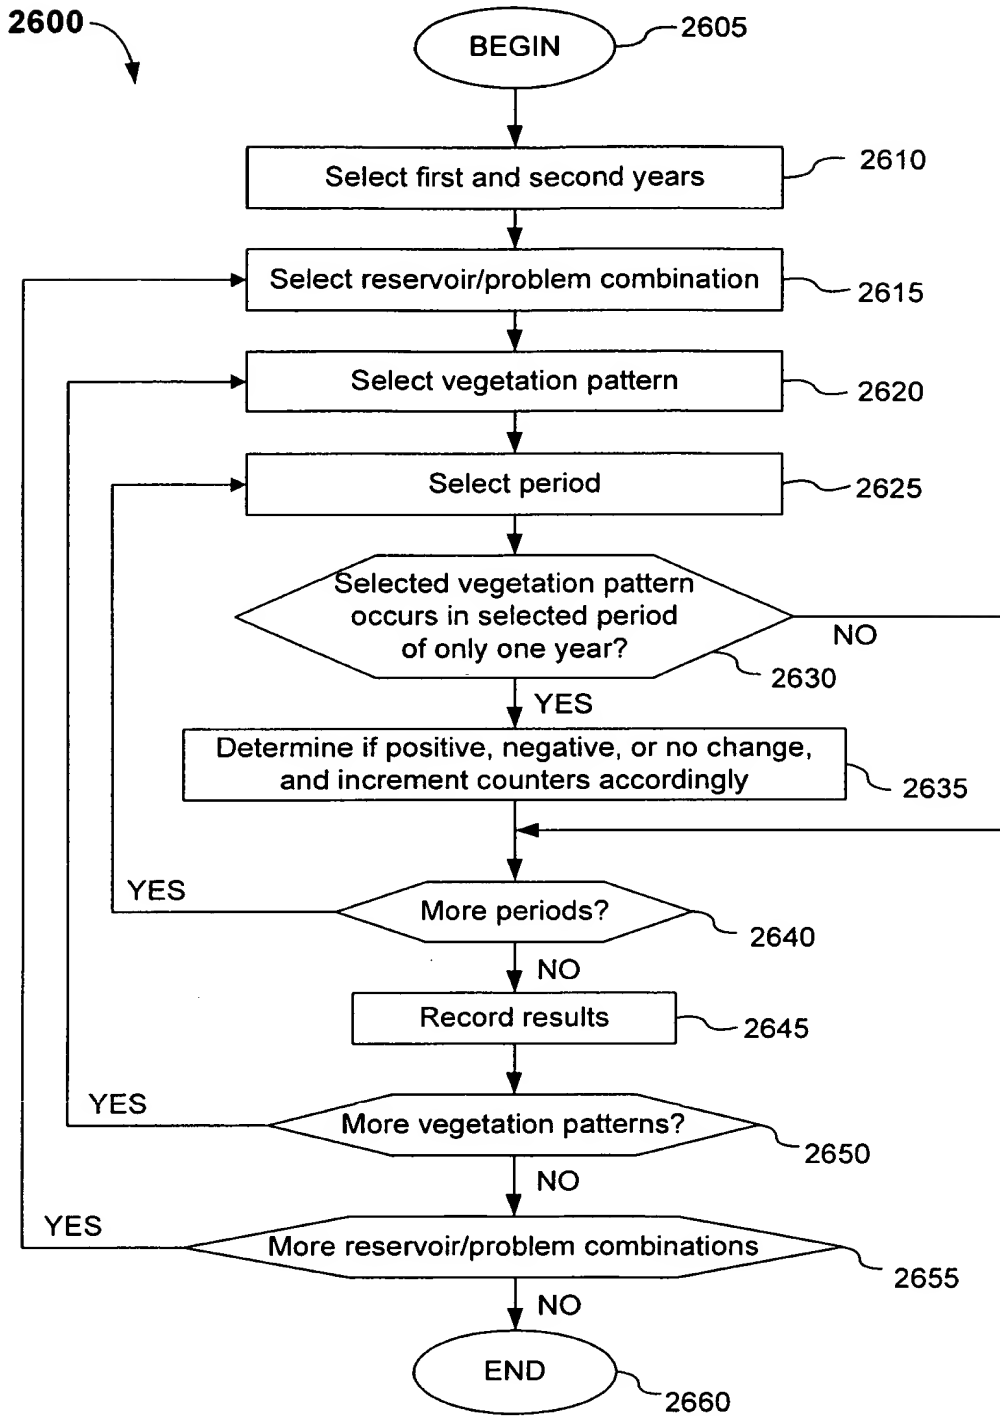 2600
BEGIN
2605
Select first and second years
2610
Select reservoir/problem combination
2615
Select vegetation pattern
2620
Select period
2625
Selected vegetation pattern
occurs in selected period
of only one year?
NO
2630
YES
Determine if positive, negative, or no change,
and increment counters accordingly
2635
YES
More periods?
2640
NO
Record results
2645
YES
More vegetation patterns?
2650
NO
YES
More reservoir/problem combinations
2655
NO
END
2660